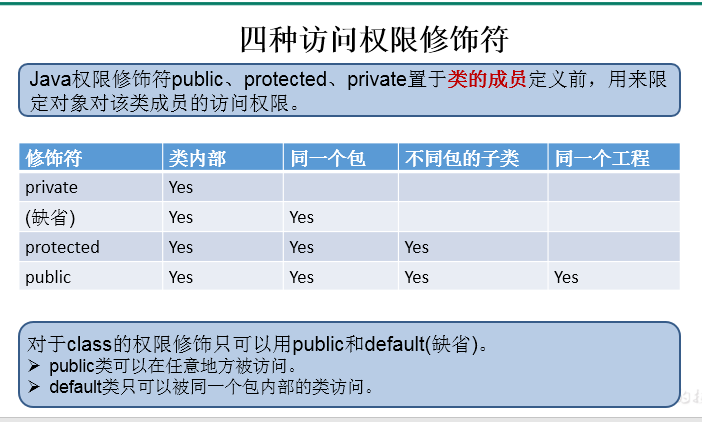 四种访问权限修饰符
Java权限修饰符public、protected、private置于类的成员定义前，用来限
定对象对该类成员的访问权限。
修饰符 类内部 同一个包 不同包的子类 同一个工程
private Yes
(缺省) Yes Yes
protected Yes Yes Yes
public Yes Yes Yes Yes
对于class的权限修饰只可以用public和default(缺省)。
➢ public类可以在任意地方被访问。
➢ default类只可以被同一个包内部的类访问。